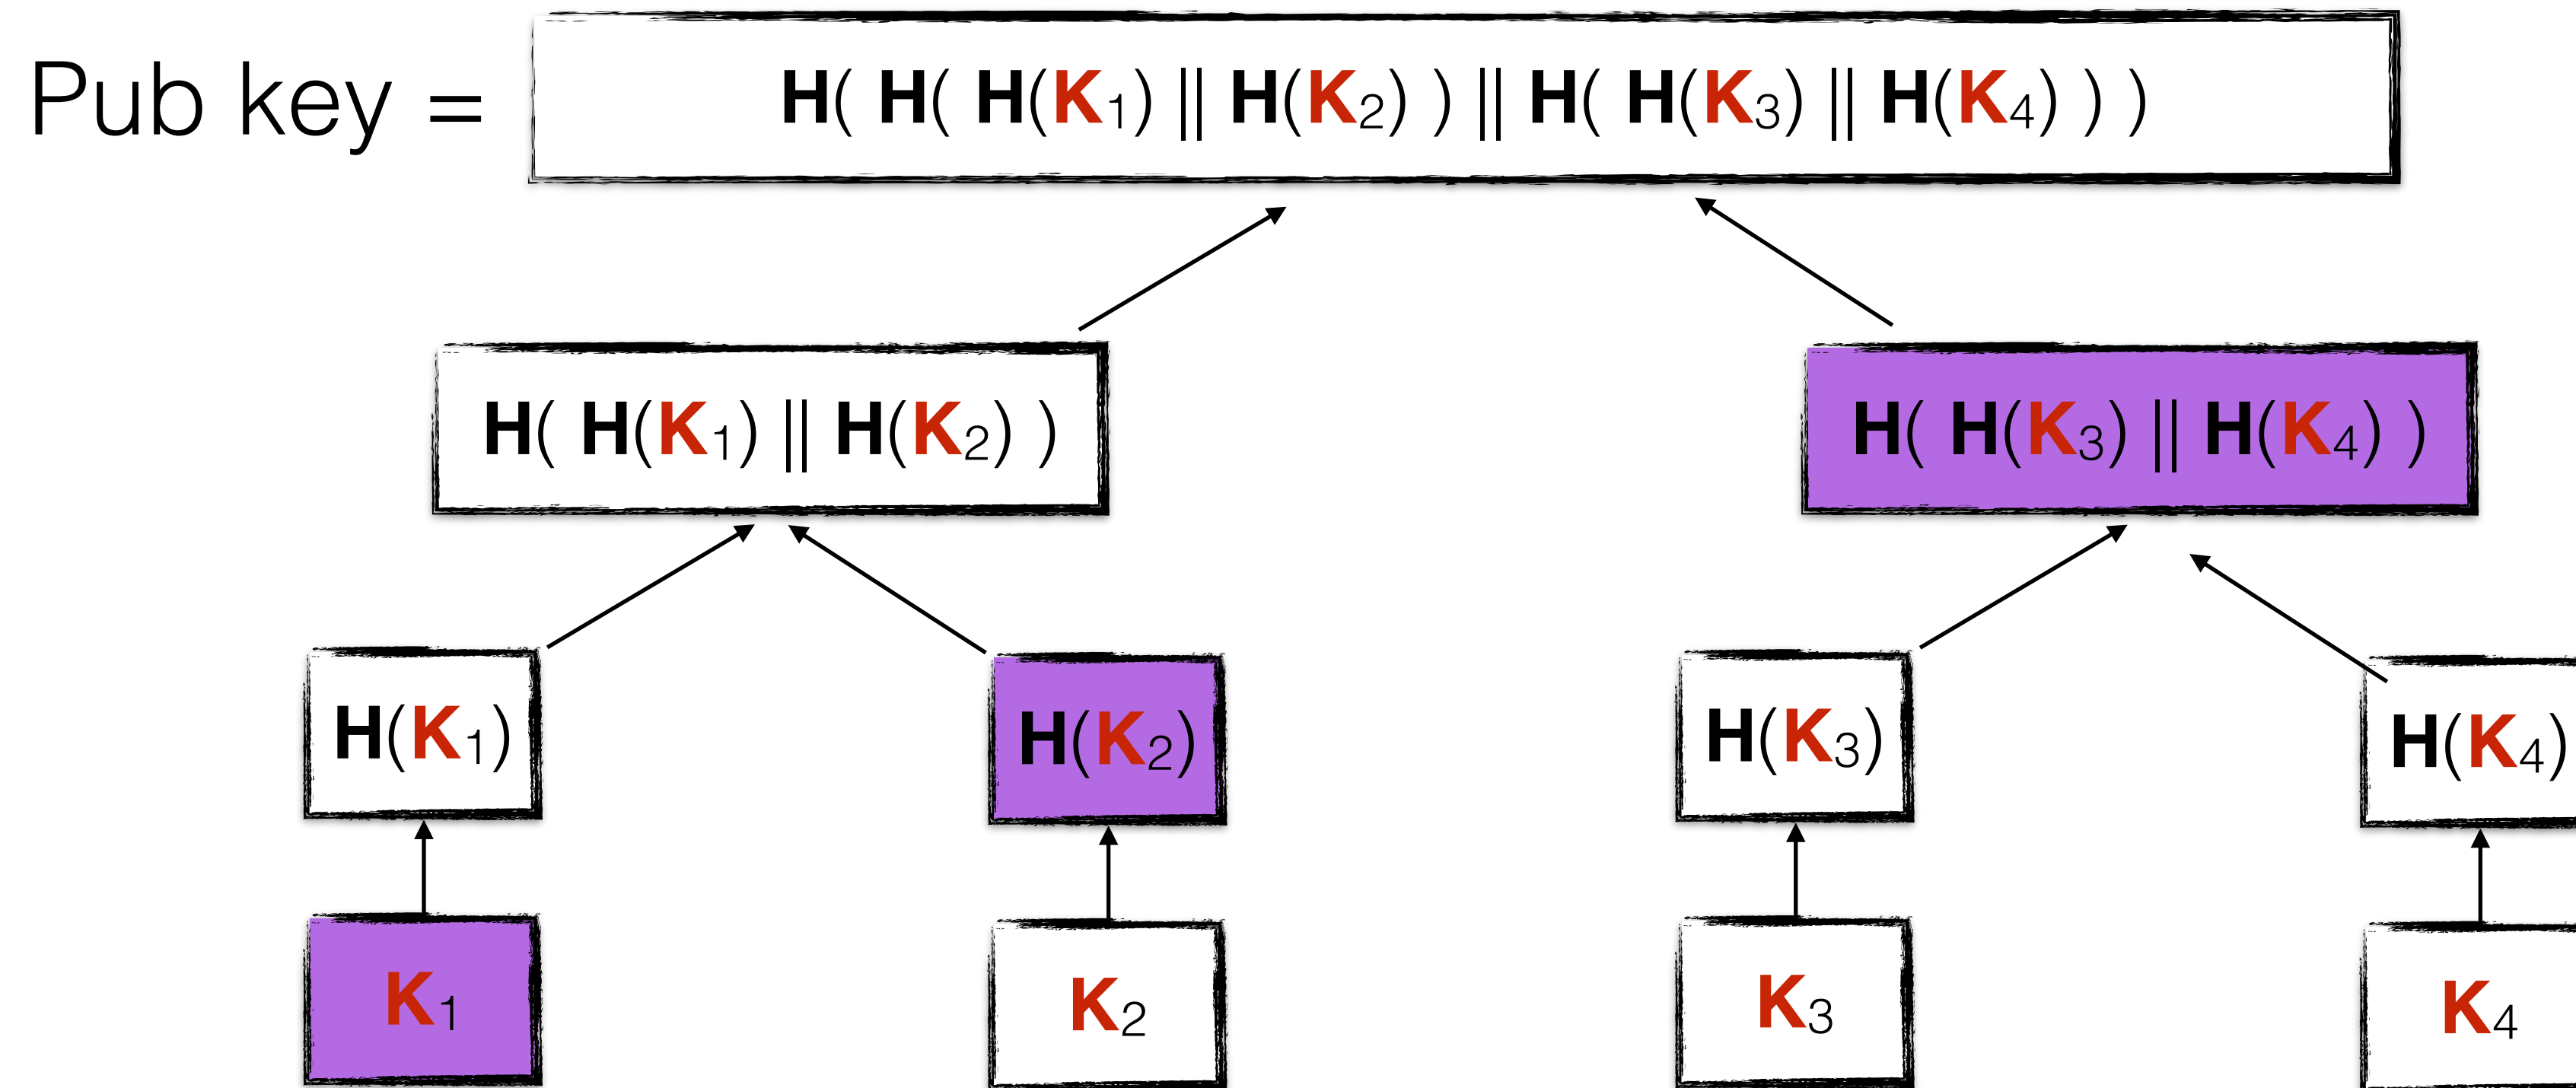 Pub key = H( H( H(K₁) || H(K₂) ) || H( H(K₃) || H(K₄) ) )
H( H(K₁) || H(K₂) ) H( H(K₃) || H(K₄) )
H(K₁) H(K₂) H(K₃) H(K₄)
K₁ K₂ K₃ K₄